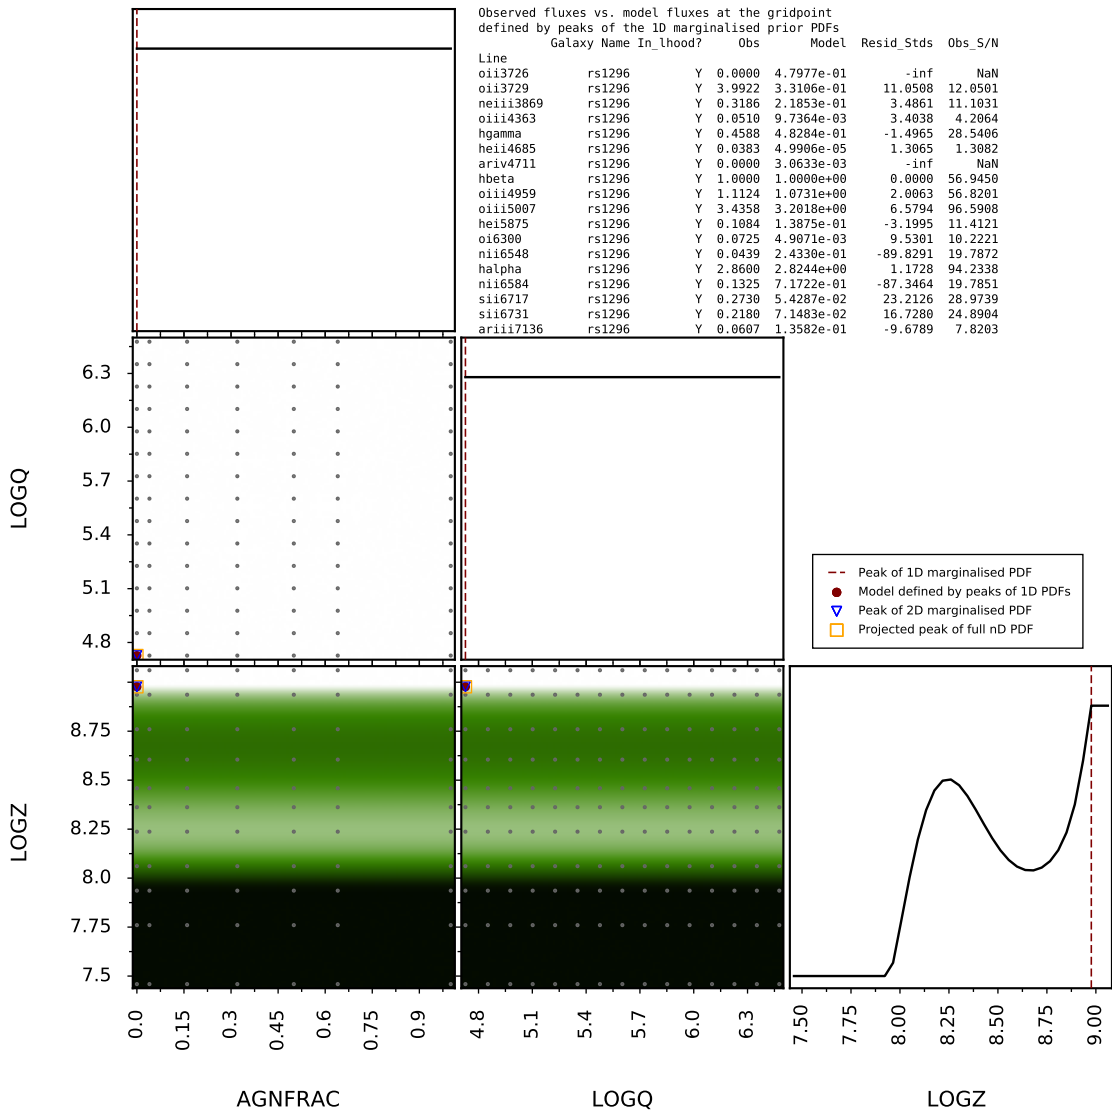 Observed fluxes vs. model fluxes at the gridpoint
defined by peaks of the 1D marginalised prior PDFs
Galaxy Name In_lhood? Obs Model Resid_Stds Obs_S/N
Line
oii3726 rs1296 Y 0.0000 4.7977e-01 -inf NaN
oii3729 rs1296 Y 3.9922 3.3106e-01 11.0508 12.0501
neiii3869 rs1296 Y 0.3186 2.1853e-01 3.4861 11.1031
oiii4363 rs1296 Y 0.0510 9.7364e-03 3.4038 4.2064
hgamma rs1296 Y 0.4588 4.8284e-01 -1.4965 28.5406
heii4685 rs1296 Y 0.0383 4.9906e-05 1.3065 1.3082
ariv4711 rs1296 Y 0.0000 3.0633e-03 -inf NaN
hbeta rs1296 Y 1.0000 1.0000e+00 0.0000 56.9450
oiii4959 rs1296 Y 1.1124 1.0731e+00 2.0063 56.8201
oiii5007 rs1296 Y 3.4358 3.2018e+00 6.5794 96.5908
hei5875 rs1296 Y 0.1084 1.3875e-01 -3.1995 11.4121
oi6300 rs1296 Y 0.0725 4.9071e-03 9.5301 10.2221
nii6548 rs1296 Y 0.0439 2.4330e-01 -89.8291 19.7872
halpha rs1296 Y 2.8600 2.8244e+00 1.1728 94.2338
nii6584 rs1296 Y 0.1325 7.1722e-01 -87.3464 19.7851
sii6717 rs1296 Y 0.2730 5.4287e-02 23.2126 28.9739
sii6731 rs1296 Y 0.2180 7.1483e-02 16.7280 24.8904
ariii7136 rs1296 Y 0.0607 1.3582e-01 -9.6789 7.8203
6.3
6.0
5.7
5.4
5.1
4.8
LOGQ
Peak of 1D marginalised PDF
Model defined by peaks of 1D PDFs
Peak of 2D marginalised PDF
Projected peak of full nD PDF
8.75
8.5
8.25
8.0
7.75
7.5
LOGZ
0.0 0.15 0.3 0.45 0.6 0.75 0.9
4.8 5.1 5.4 5.7 6.0 6.3
7.50 7.75 8.00 8.25 8.50 8.75 9.00
AGNFRAC LOGQ LOGZ